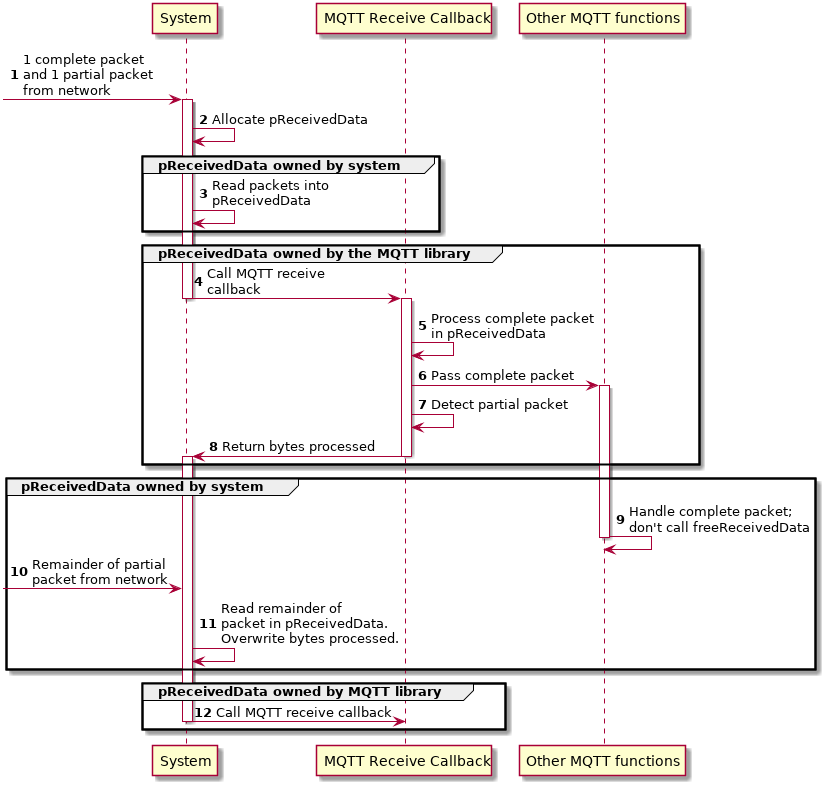 System
MQTT Receive Callback
Other MQTT functions
1 complete packet
1 and 1 partial packet
from network
2 Allocate pReceivedData
pReceivedData owned by system
Read packets into
3 pReceivedData
pReceivedData owned by the MQTT library
4 Call MQTT receive
callback
5 Process complete packet
in pReceivedData
6 Pass complete packet
7 Detect partial packet
8 Return bytes processed
pReceivedData owned by system
9 Handle complete packet;
don't call freeReceivedData
10 Remainder of partial
packet from network
Read remainder of
11 packet in pReceivedData.
Overwrite bytes processed.
pReceivedData owned by MQTT library
12 Call MQTT receive callback
System
MQTT Receive Callback
Other MQTT functions